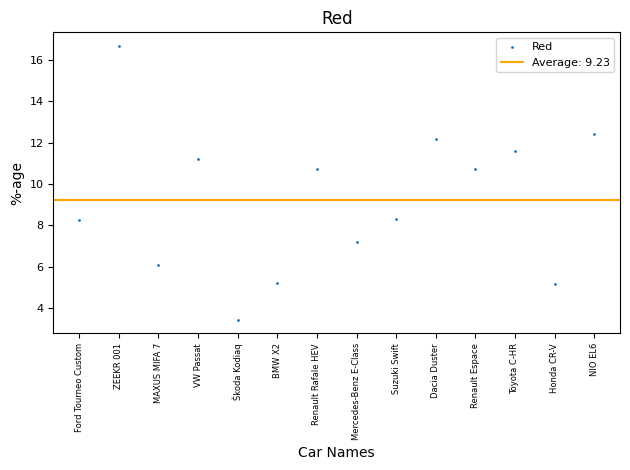 Red
Red
Average: 9.23
%-age
16
14
12
10
8
6
4
Ford Tourneo Custom
ZEEKR 001
MAXUS MIFA 7
VW Passat
Škoda Kodiaq
BMW X2
Renault Rafale HEV
Mercedes-Benz E-Class
Suzuki Swift
Dacia Duster
Renault Espace
Toyota C-HR
Honda CR-V
NIO EL6
Car Names